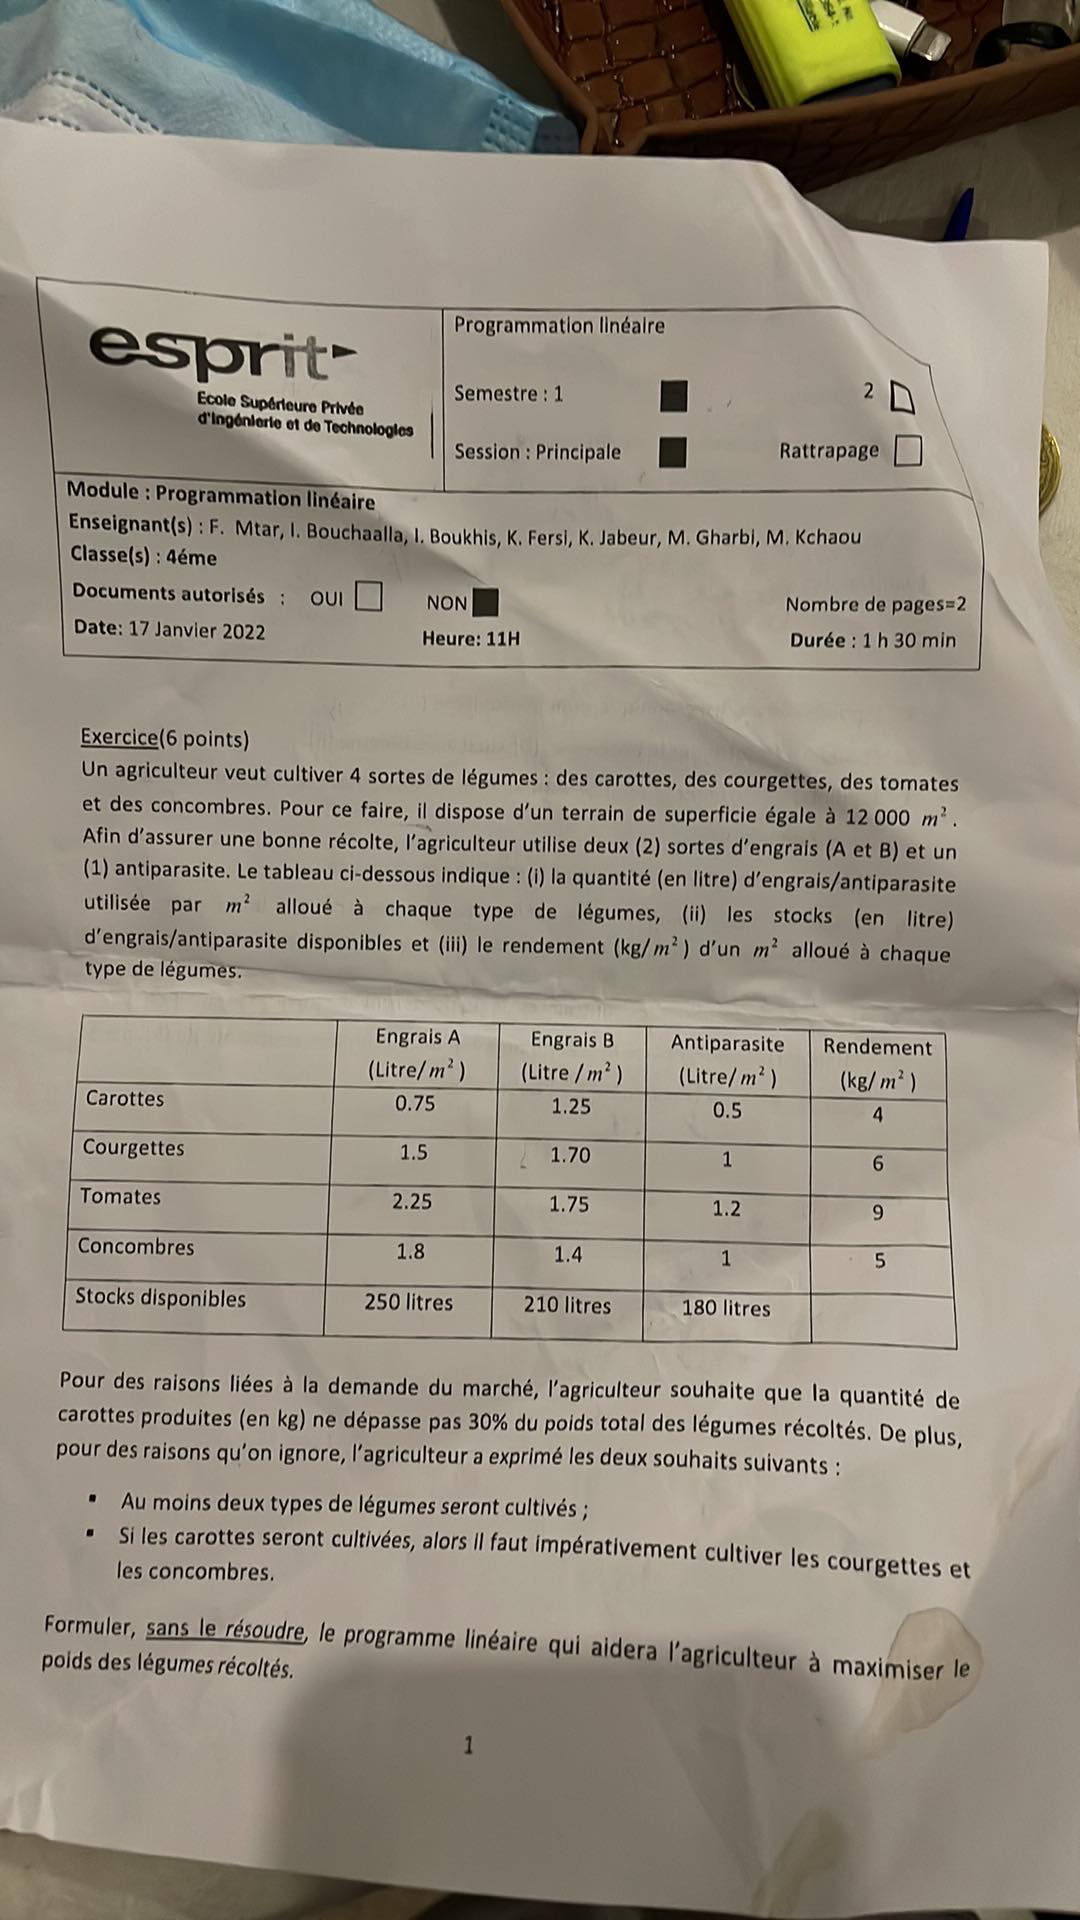 esprit
Ecole Supérieure Privée
d'Ingénierie et de Technologies
Programmation linéaire
Semestre : 1
2
Session : Principale
Rattrapage
Module : Programmation linéaire
Enseignant(s) : F. Mtar, I. Bouchaalla, I. Boukhis, K. Fersi, K. Jabeur, M. Gharbi, M. Kchaou
Classe(s) : 4éme
Documents autorisés : OUI NON Nombre de pages=2
Date: 17 Janvier 2022 Heure: 11H Durée : 1 h 30 min
Exercice(6 points)
Un agriculteur veut cultiver 4 sortes de légumes : des carottes, des courgettes, des tomates
et des concombres. Pour ce faire, il dispose d'un terrain de superficie égale à 12 000 m².
Afin d'assurer une bonne récolte, l'agriculteur utilise deux (2) sortes d'engrais (A et B) et un
(1) antiparasite. Le tableau ci-dessous indique : (i) la quantité (en litre) d'engrais/antiparasite
utilisée par m² alloué à chaque type de légumes, (ii) les stocks (en litre)
d'engrais/antiparasite disponibles et (iii) le rendement (kg/m²) d'un m² alloué à chaque
type de légumes.
Engrais A Engrais B Antiparasite Rendement
(Litre/m²) (Litre /m²) (Litre/m²) (kg/m²)
Carottes 0.75 1.25 0.5 4
Courgettes 1.5 1.70 1 6
Tomates 2.25 1.75 1.2 9
Concombres 1.8 1.4 1 5
Stocks disponibles 250 litres 210 litres 180 litres
Pour des raisons liées à la demande du marché, l'agriculteur souhaite que la quantité de
carottes produites (en kg) ne dépasse pas 30% du poids total des légumes récoltés. De plus,
pour des raisons qu'on ignore, l'agriculteur a exprimé les deux souhaits suivants :
▪ Au moins deux types de légumes seront cultivés ;
▪ Si les carottes seront cultivées, alors il faut impérativement cultiver les courgettes et
les concombres.
Formuler, sans le résoudre, le programme linéaire qui aidera l'agriculteur à maximiser le
poids des légumes récoltés.
1